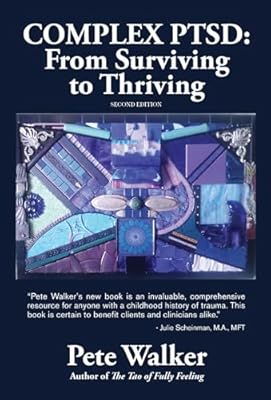 COMPLEX PTSD:
From Surviving
to Thriving
SECOND EDITION
"Pete Walker's new book is an invaluable, comprehensive
resource for anyone with a childhood history of trauma. This
book is certain to benefit clients and clinicians alike."
- Julie Scheinman, M.A., MFT
Pete Walker
Author of The Tao of Fully Feeling